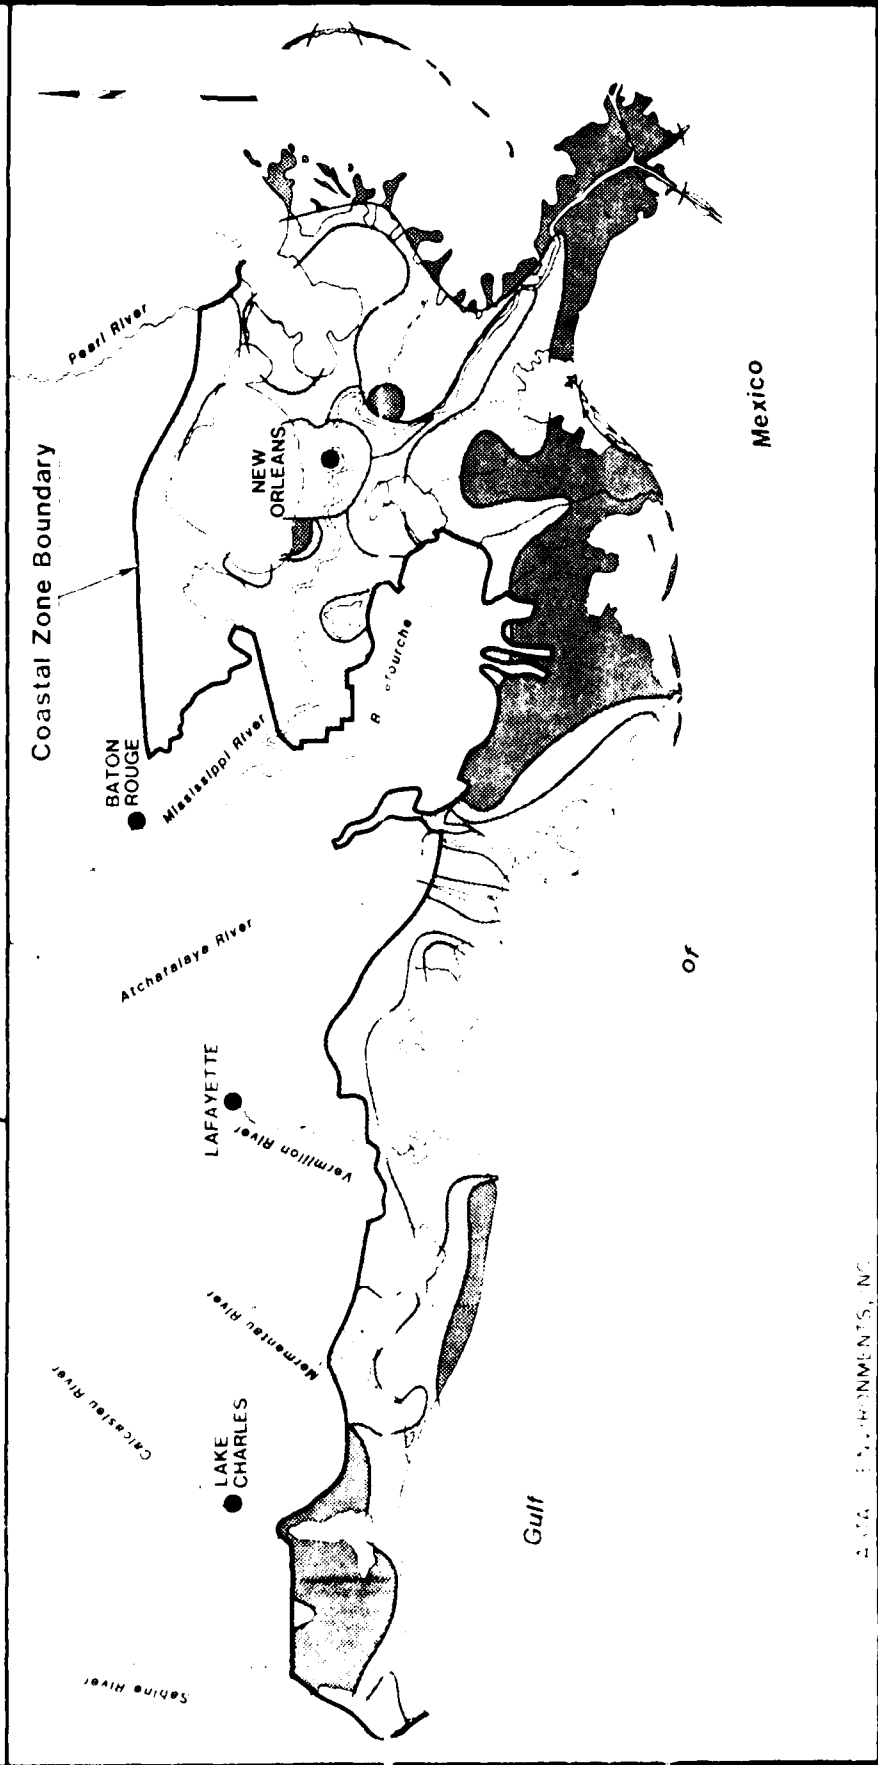 Coastal Zone Boundary
Pearl River
NEW
ORLEANS
BATON
ROUGE
Mississippi River
Atchafalaya River
LAFAYETTE
Vermilion River
Mermentau River
Calcasieu River
LAKE
CHARLES
Sabine River
Gulf
of
Mexico